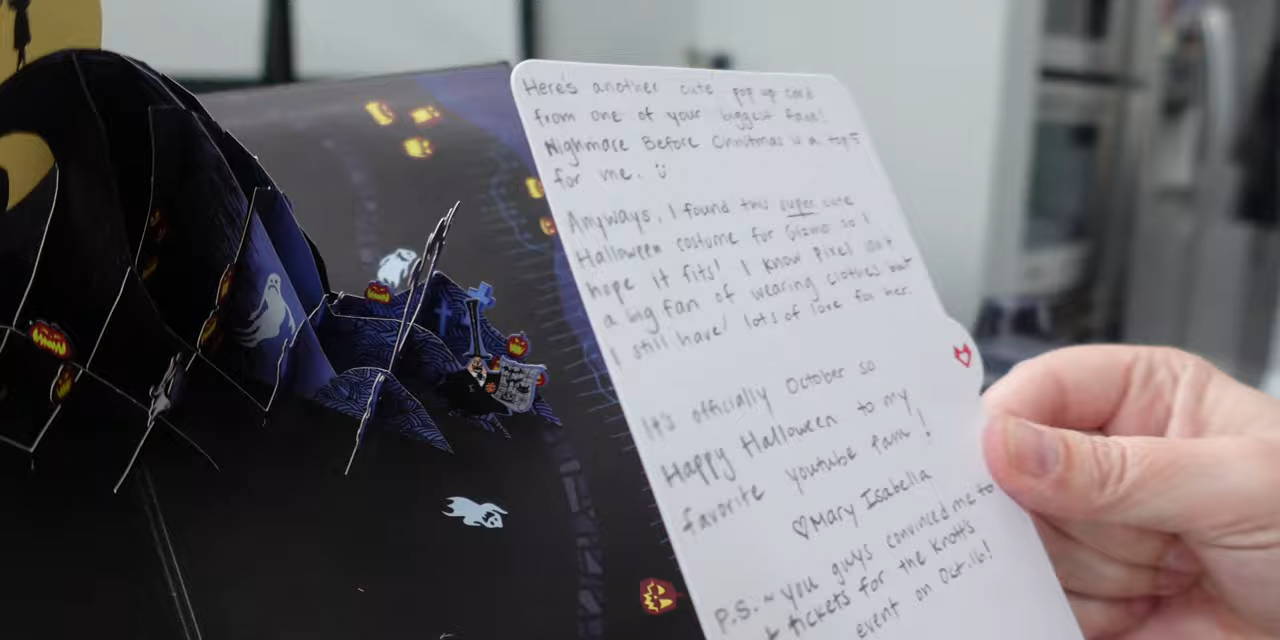 Here's another cute pop up card
from one of your biggest fans!
Nighmare Before Christmas is a top 5
for me. :)
Anyways, I found this super cute
Halloween costume for Gizmo so I
hope it fits! I know Pixel isn't
a big fan of wearing clothes but
I still have lots of love for her.
It's officially October so
Happy Halloween to my
favorite youtube fam!
♡Mary Isabella
P.S. ~ you guys convinced me to
tickets for the Knott's
event on Oct. 16!